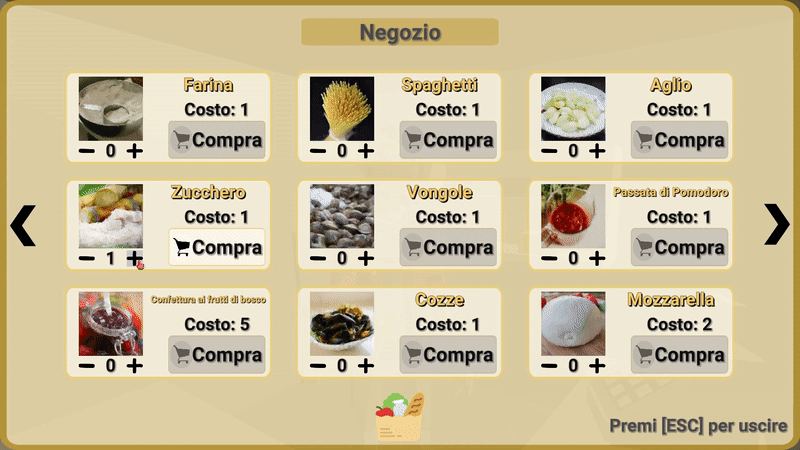 Negozio
Farina
Costo: 1
Compra
− 0 +
Spaghetti
Costo: 1
Compra
− 0 +
Aglio
Costo: 1
Compra
− 0 +
Zucchero
Costo: 1
Compra
− 1 +
Vongole
Costo: 1
Compra
− 0 +
Passata di Pomodoro
Costo: 1
Compra
− 0 +
Confettura ai frutti di bosco
Costo: 5
Compra
− 0 +
Cozze
Costo: 1
Compra
− 0 +
Mozzarella
Costo: 2
Compra
− 0 +
Premi [ESC] per uscire